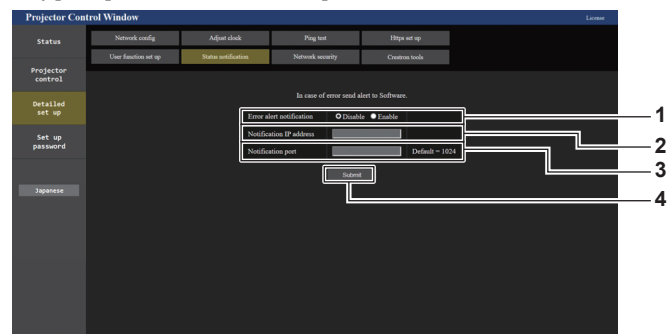 Projector Control Window
License
Status
Network config
Adjust clock
Ping test
Https set up
User function set up
Status notification
Network security
Crestron tools
Projector
control
Detailed
set up
Set up
password
Japanese
In case of error send alert to Software.
Error alert notification
Disable
Enable
Notification IP address
Notification port
Default = 1024
Submit
1
2
3
4